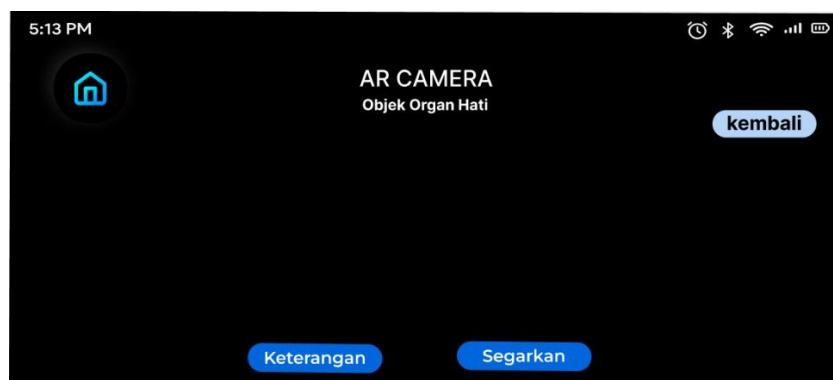 5:13 PM
AR CAMERA
Objek Organ Hati
kembali
Keterangan
Segarkan